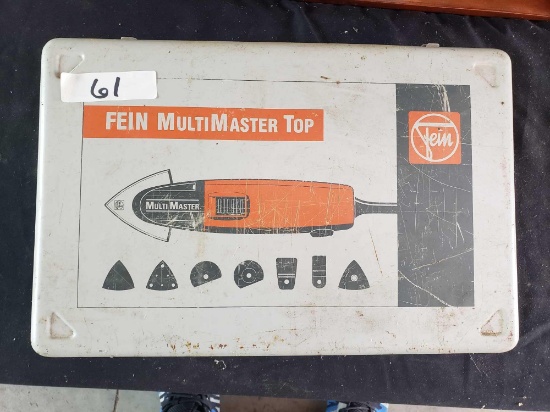 61
FEIN MULTIMASTER TOP
Fein
MULTIMASTER